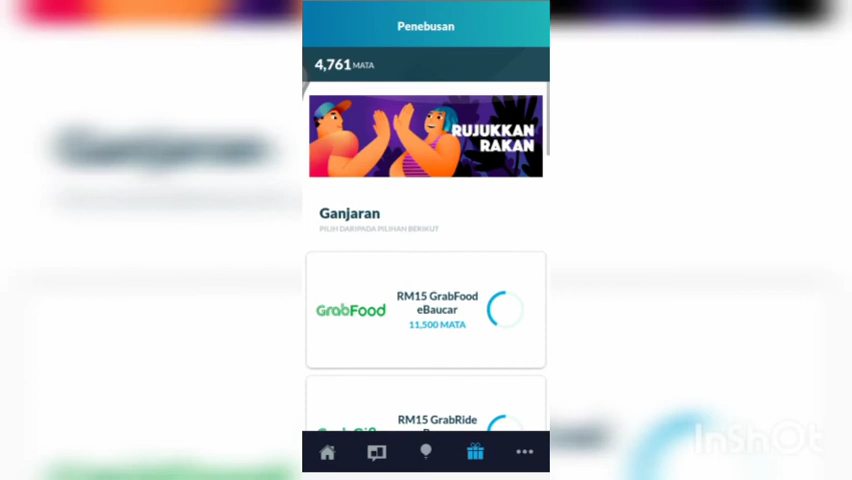 Penebusan
4,761 MATA
RUJUKKAN
RAKAN
Ganjaran
PILIH DARIPADA PILIHAN BERIKUT
GrabFood
RM15 GrabFood
eBaucar
11,500 MATA
RM15 GrabRide
InShOt